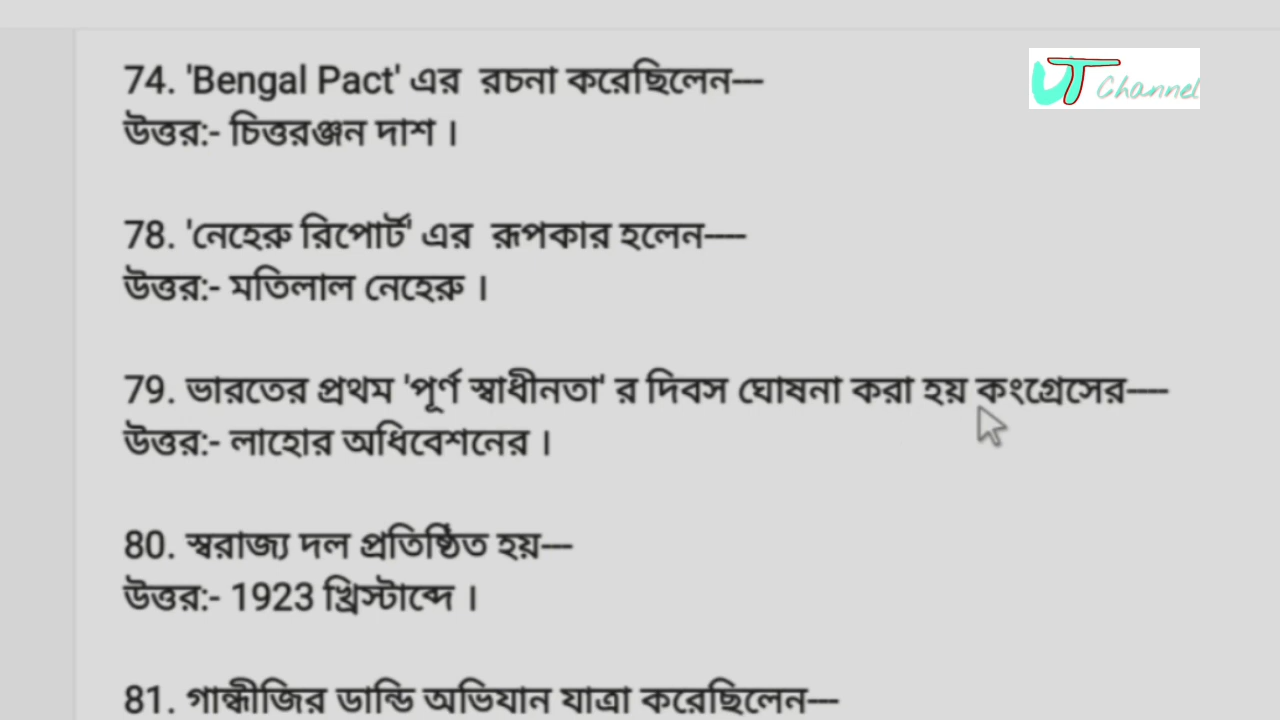 74. 'Bengal Pact' এর রচনা করেছিলেন---
UT Channel
উত্তর:- চিত্তরঞ্জন দাশ ।
78. 'নেহেরু রিপোর্ট' এর রূপকার হলেন----
উত্তর:- মতিলাল নেহেরু ।
79. ভারতের প্রথম 'পূর্ণ স্বাধীনতা' র দিবস ঘোষনা করা হয় কংগ্রেসের----
উত্তর:- লাহোর অধিবেশনের ।
80. স্বরাজ্য দল প্রতিষ্ঠিত হয়---
উত্তর:- 1923 খ্রিস্টাব্দে ।
81. গান্ধীজির ডান্ডি অভিযান যাত্রা করেছিলেন---